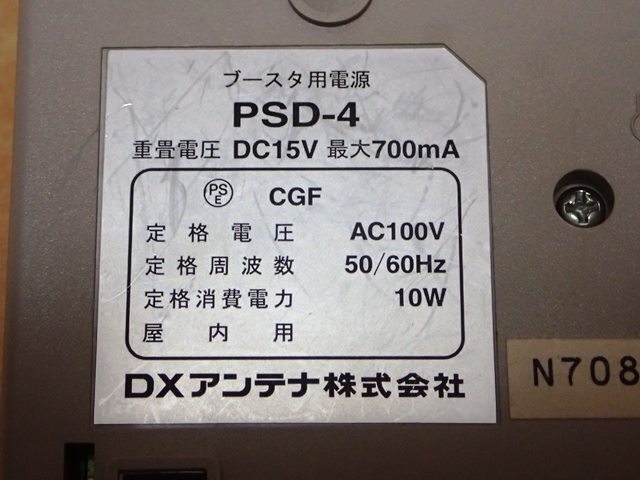 ブースタ用電源
PSD-4
重畳電圧 DC15V 最大700mA
PS E CGF
定格電圧 AC100V
定格周波数 50/60Hz
定格消費電力 10W
屋内用
DXアンテナ株式会社
N708